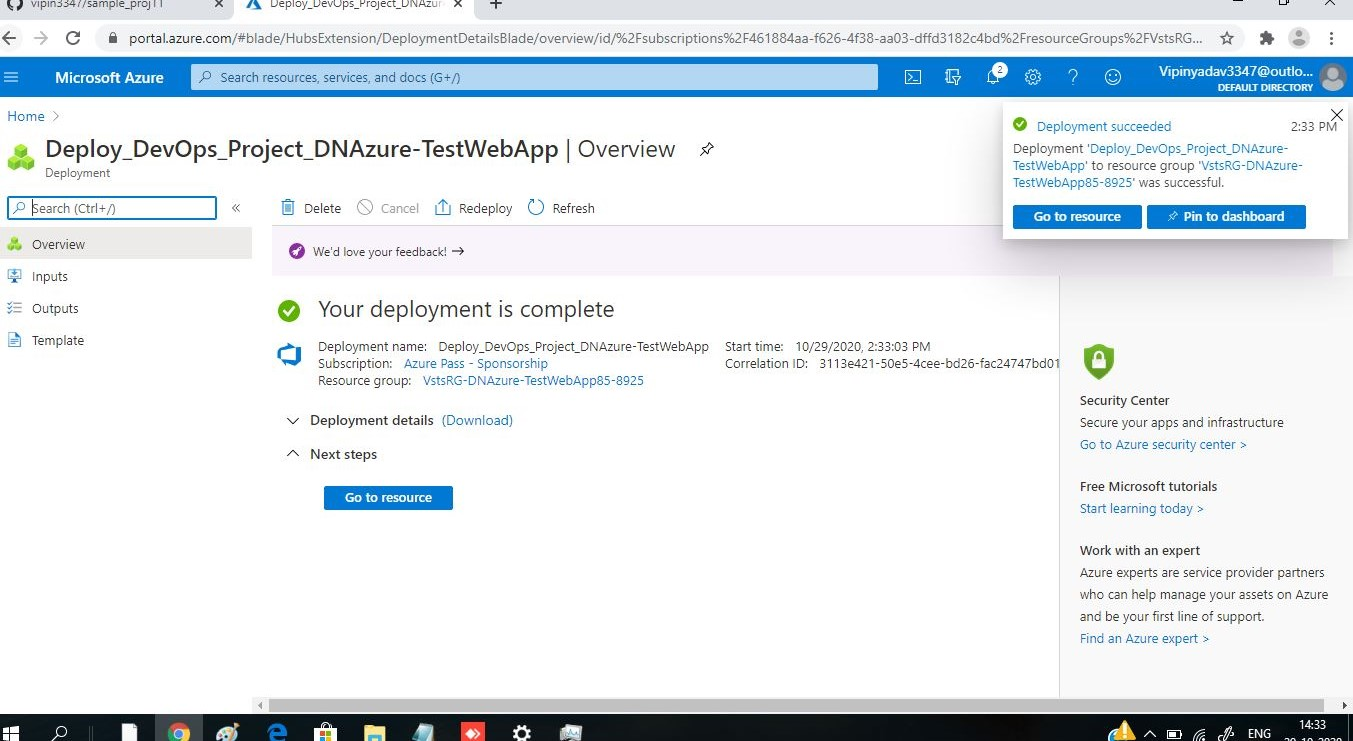 vipin3347/sample_proj11
Deploy_DevOps_Project_DNAzur
portal.azure.com/#blade/HubsExtension/DeploymentDetailsBlade/overview/id/%2Fsubscriptions%2F461884aa-f626-4f38-aa03-dffd3182c4bd%2FresourceGroups%2FVstsRG...
Microsoft Azure
Search resources, services, and docs (G+/)
2
Vipinyadav3347@outlo...
DEFAULT DIRECTORY
Home
Deploy_DevOps_Project_DNAzure-TestWebApp | Overview
Deployment
Deployment succeeded
2:33 PM
Deployment 'Deploy_DevOps_Project_DNAzure-
TestWebApp' to resource group 'VstsRG-DNAzure-
TestWebApp85-8925' was successful.
Go to resource
Pin to dashboard
Search (Ctrl+/)
«
Delete
Cancel
Redeploy
Refresh
Overview
Inputs
Outputs
Template
We'd love your feedback! →
Your deployment is complete
Deployment name: Deploy_DevOps_Project_DNAzure-TestWebApp
Subscription: Azure Pass - Sponsorship
Resource group: VstsRG-DNAzure-TestWebApp85-8925
Start time: 10/29/2020, 2:33:03 PM
Correlation ID: 3113e421-50e5-4cee-bd26-fac24747bd01
Deployment details (Download)
Next steps
Go to resource
Security Center
Secure your apps and infrastructure
Go to Azure security center >
Free Microsoft tutorials
Start learning today >
Work with an expert
Azure experts are service provider partners
who can help manage your assets on Azure
and be your first line of support.
Find an Azure expert >
ENG
14:33